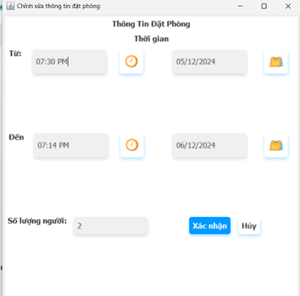 Chỉnh sửa thông tin đặt phòng
Thông Tin Đặt Phòng
Thời gian
Từ:
07:30 PM
05/12/2024
Đến
07:14 PM
06/12/2024
Số lượng người:
2
Xác nhận
Hủy